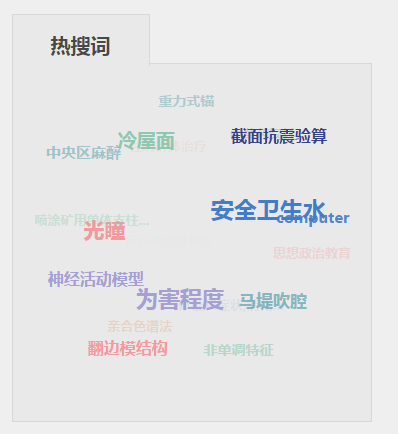 热搜词
重力式锚
截面抗震验算
冷屋面
中央区麻醉
安全卫生水
computer
光瞳
思想政治教育
神经活动模型
为害程度
马提吹腔
亲合色谱法
翻边模结构
非单调特征